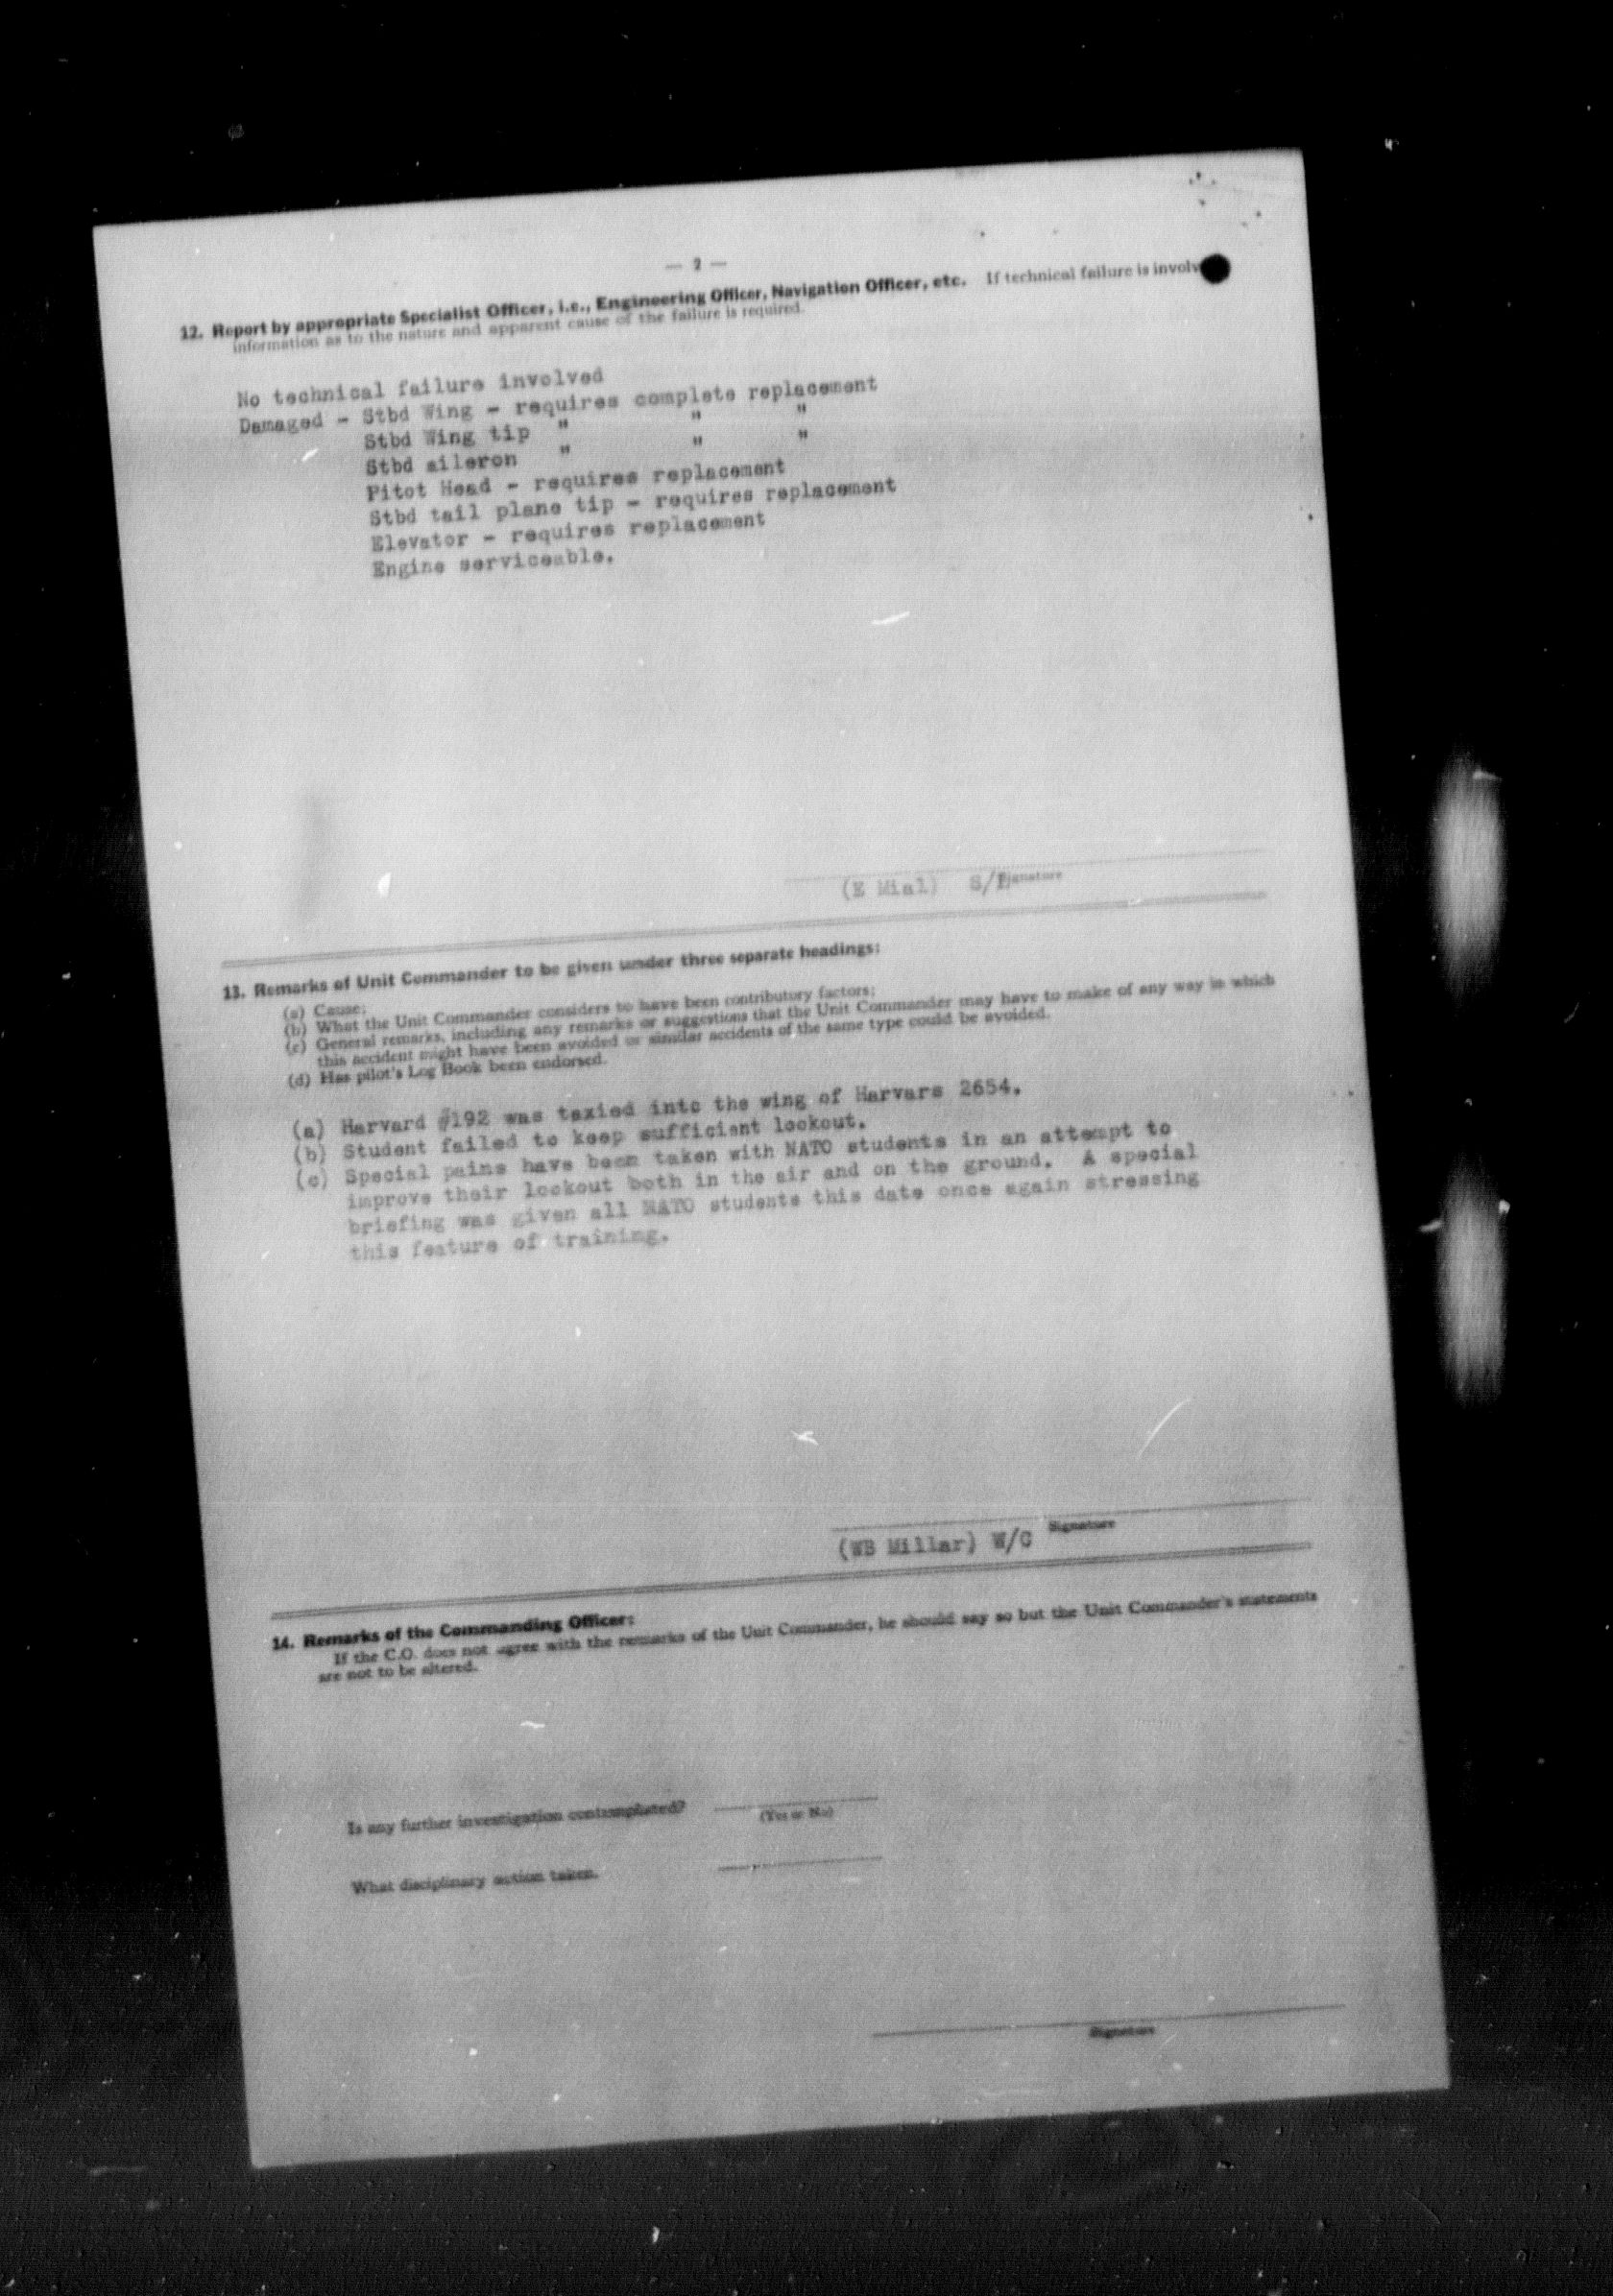 — 2 —
12. Report by appropriate Specialist Officer, i.e., Engineering Officer, Navigation Officer, etc. If technical failure is involv
information as to the nature and apparent cause of the failure is required.
No technical failure involved
Damaged - Stbd Wing - requires complete replacement
Stbd Wing tip " " "
Stbd aileron " " "
Pitot Head - requires replacement
Stbd tail plane tip - requires replacement
Elevator - requires replacement
Engine serviceable.
(E Mial) S/L Signature
13. Remarks of Unit Commander to be given under three separate headings:
(a) Cause;
(b) What the Unit Commander considers to have been contributory factors;
(c) General remarks, including any remarks or suggestions that the Unit Commander may have to make of any way in which
this accident might have been avoided or similar accidents of the same type could be avoided.
(d) Has pilot's Log Book been endorsed.
(a) Harvard #192 was taxied into the wing of Harvars 2654.
(b) Student failed to keep sufficient lookout.
(c) Special pains have been taken with NATO students in an attempt to
improve their lookout both in the air and on the ground. A special
briefing was given all NATO students this date once again stressing
this feature of training.
Signature
(WB Millar) W/C
14. Remarks of the Commanding Officer:
If the C.O. does not agree with the remarks of the Unit Commander, he should say so but the Unit Commander's statements
are not to be altered.
Is any further investigation contemplated?
(Yes or No)
What disciplinary action taken.
Signature